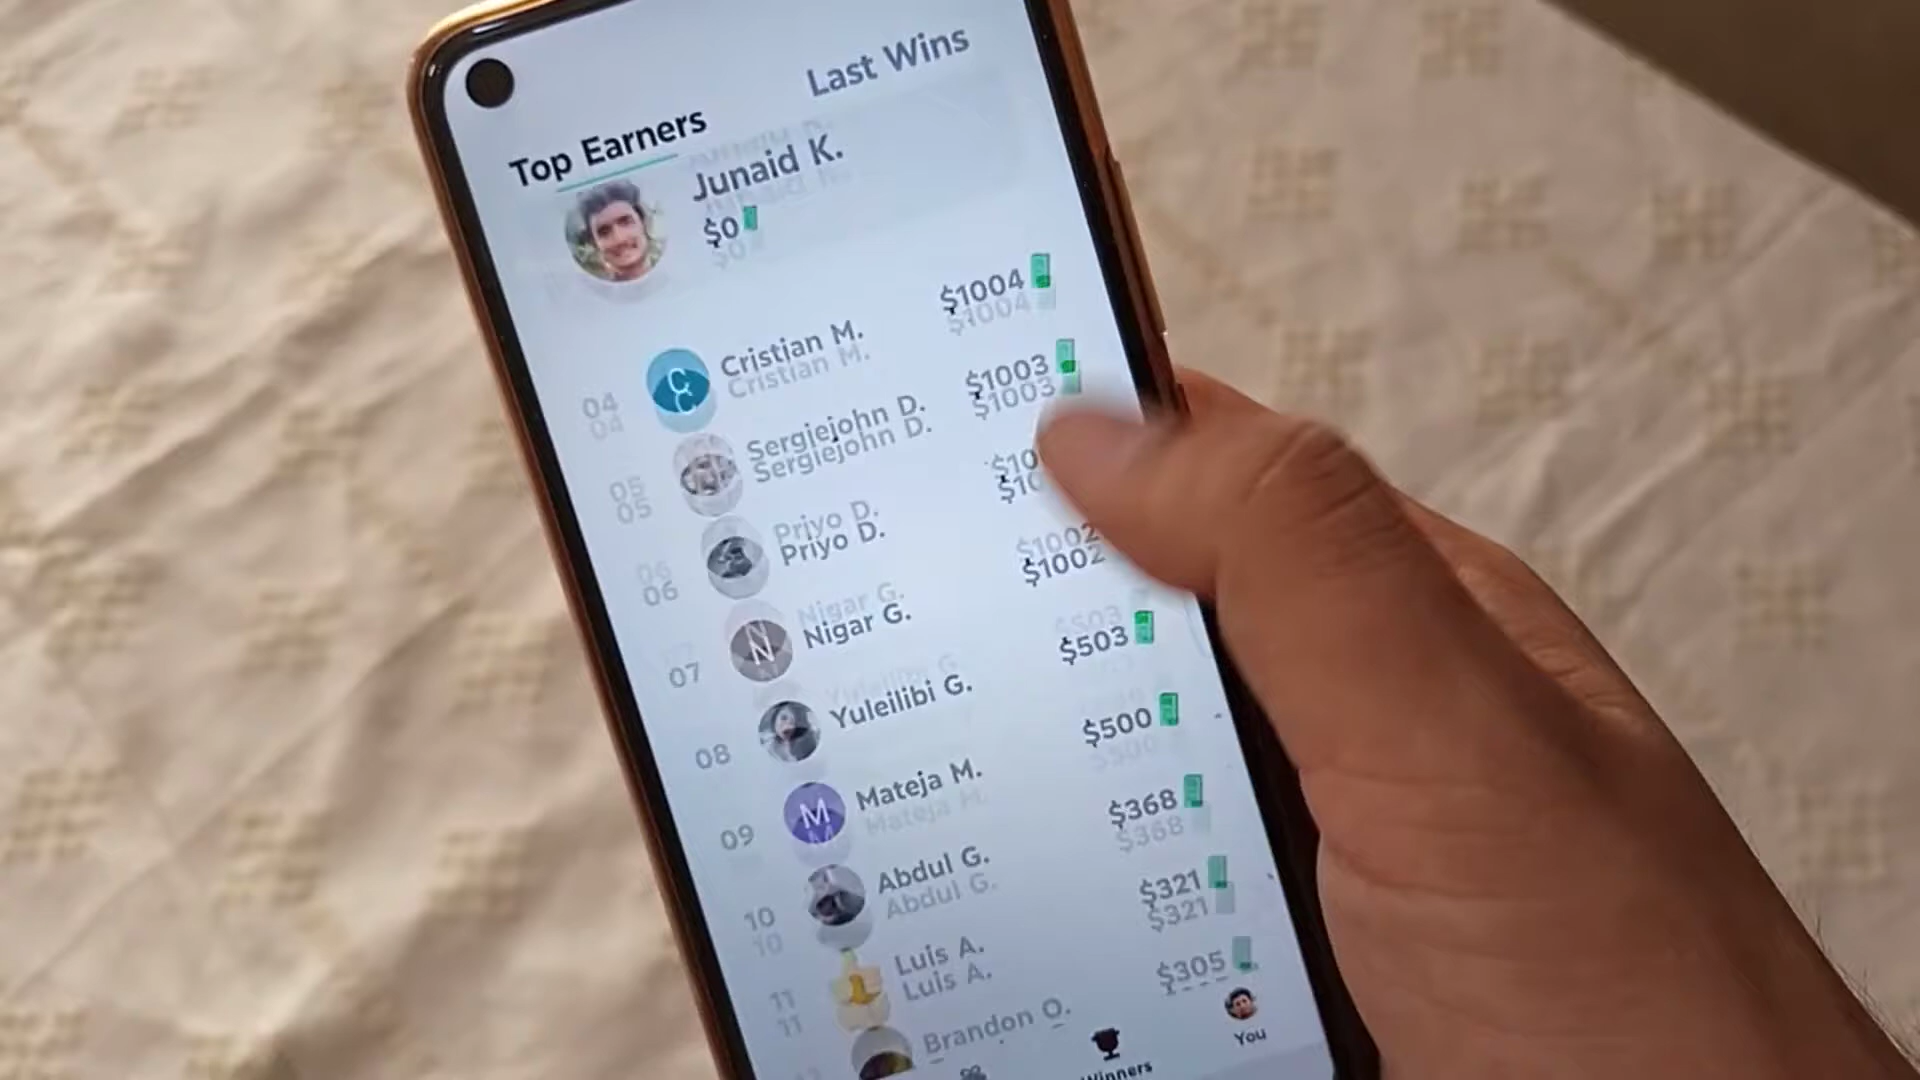 Last Wins
Top Earners
Junaid K.
$0
$1004
04 C Cristian M.
$1003
05 Sergiejohn D.
06 Priyo D.
$1002
07 N Nigar G.
$503
08 Yuleilibi G.
$500
09 M Mateja M.
$368
10 Abdul G.
$321
11 Luis A.
$305
Brandon O.
Winners
You